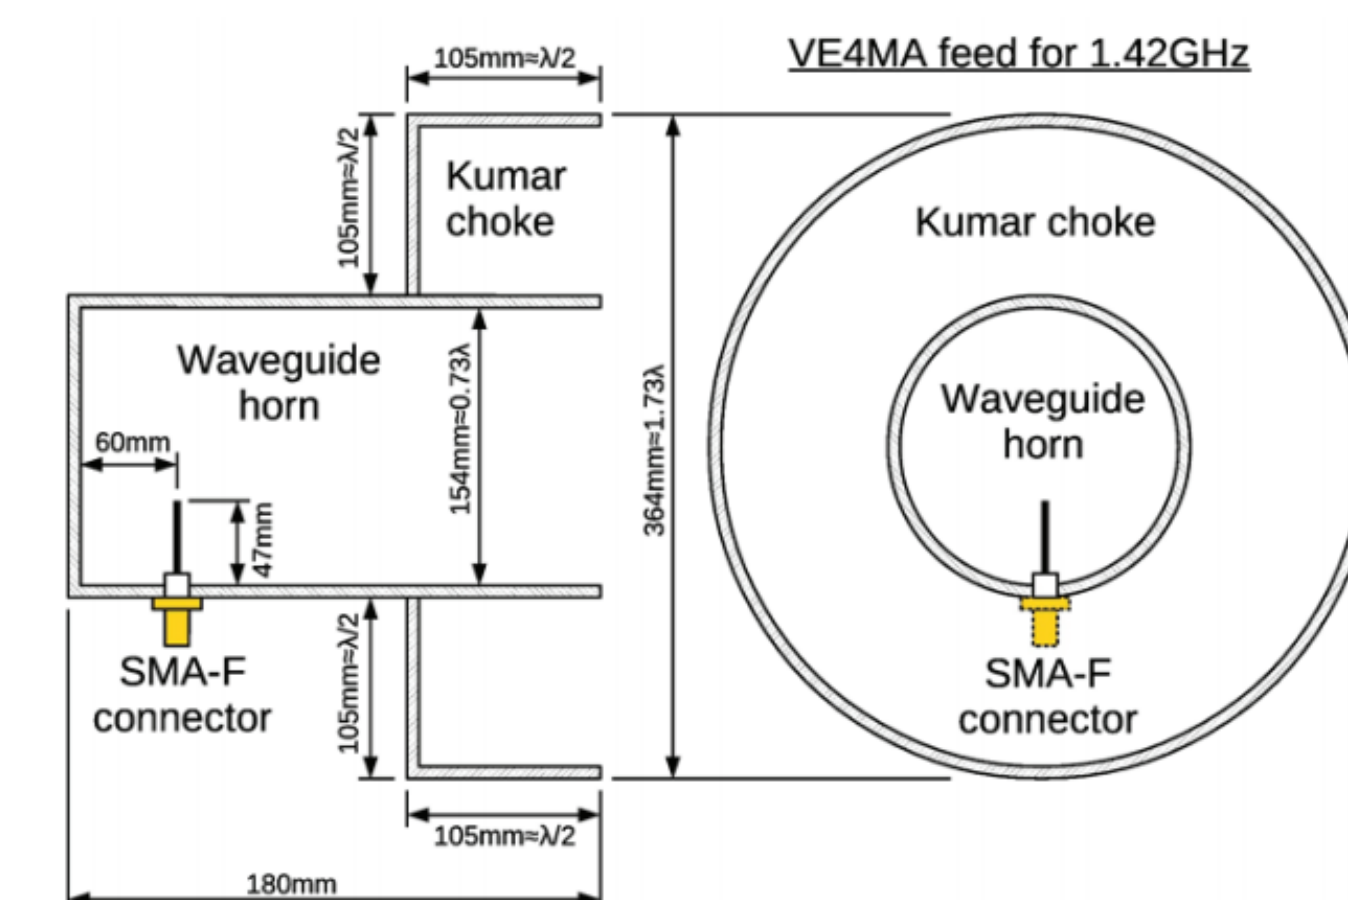 VE4MA feed for 1.42GHz
105mm≈λ/2
105mm≈λ/2
Kumar
choke
Kumar choke
Waveguide
horn
60mm
47mm
154mm≈0.73λ
364mm≈1.73λ
Waveguide
horn
SMA-F
connector
105mm≈λ/2
SMA-F
connector
105mm≈λ/2
180mm